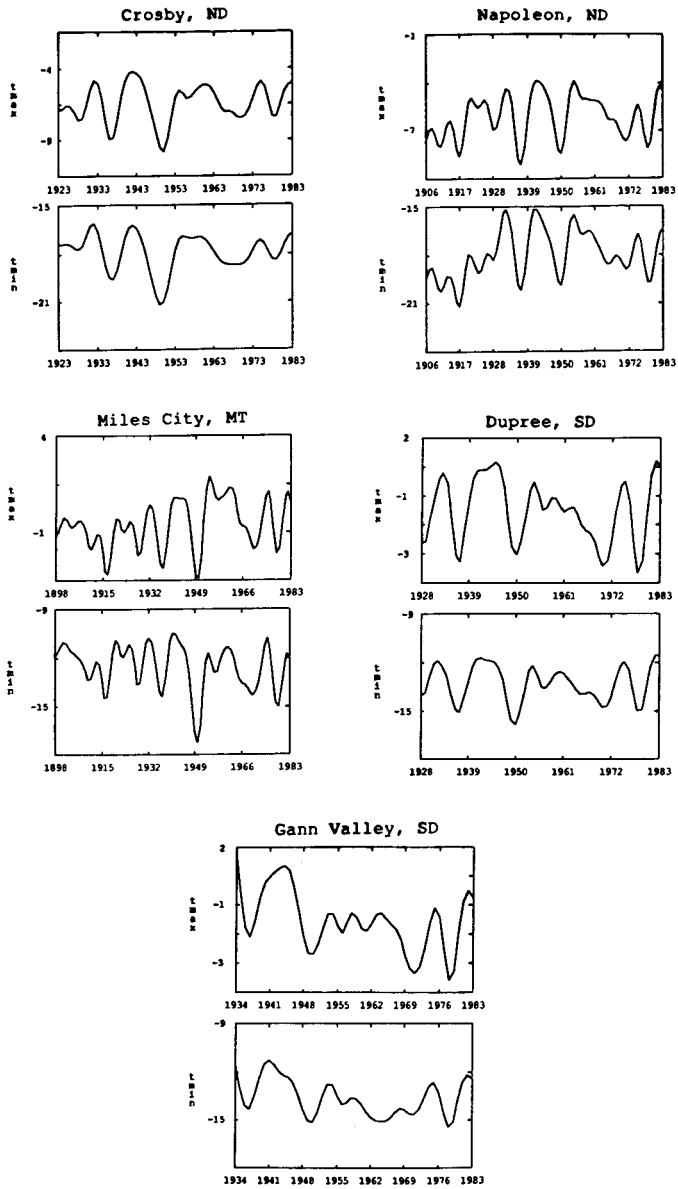 Crosby, ND
tmax
-4
-9
1923 1933 1943 1953 1963 1973 1983
tmin
-15
-21
1923 1933 1943 1953 1963 1973 1983
Napoleon, ND
tmax
-3
-7
1906 1917 1928 1939 1950 1961 1972 1983
tmin
-15
-21
1906 1917 1928 1939 1950 1961 1972 1983
Miles City, MT
tmax
4
-1
1898 1915 1932 1949 1966 1983
tmin
-9
-15
1898 1915 1932 1949 1966 1983
Dupree, SD
tmax
2
-1
-3
1928 1939 1950 1961 1972 1983
tmin
-9
-15
1928 1939 1950 1961 1972 1983
Gann Valley, SD
tmax
2
-1
-3
1934 1941 1948 1955 1962 1969 1976 1983
tmin
-9
-15
1934 1941 1948 1955 1962 1969 1976 1983